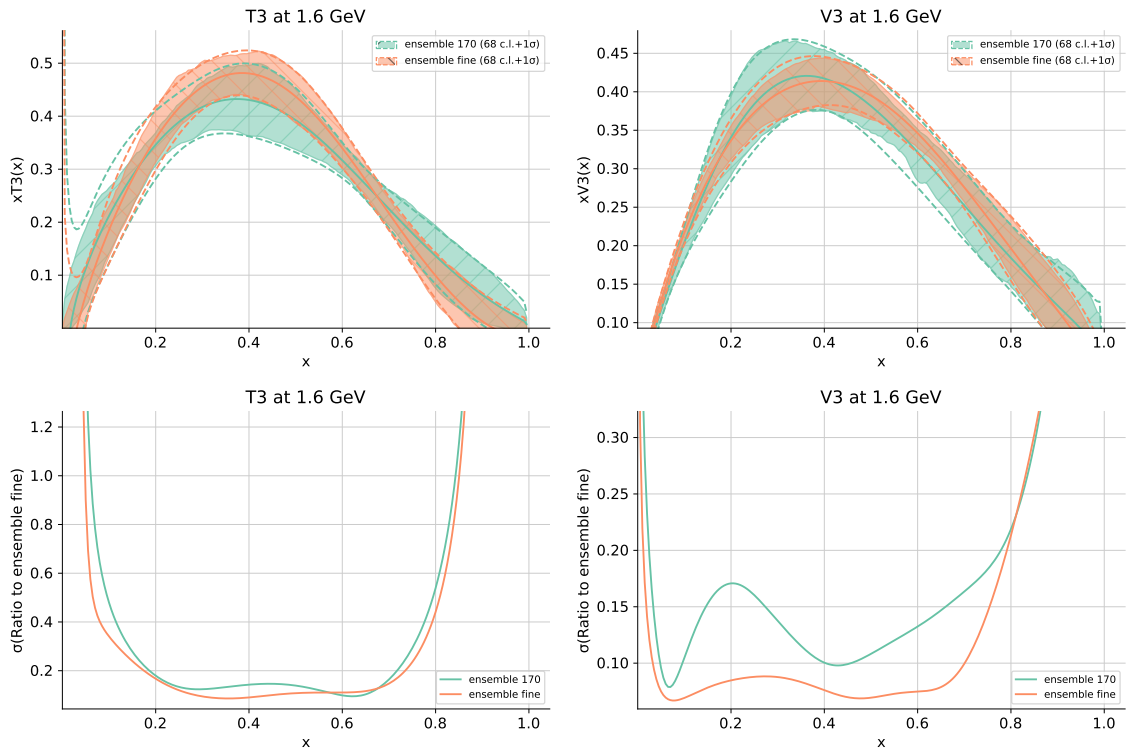 T3 at 1.6 GeV
ensemble 170 (68 c.l.+1σ)
ensemble fine (68 c.l.+1σ)
xT3(x)
0.5
0.4
0.3
0.2
0.1
0.2 0.4 0.6 0.8 1.0
x
V3 at 1.6 GeV
ensemble 170 (68 c.l.+1σ)
ensemble fine (68 c.l.+1σ)
xV3(x)
0.45
0.40
0.35
0.30
0.25
0.20
0.15
0.10
0.2 0.4 0.6 0.8 1.0
x
T3 at 1.6 GeV
σ(Ratio to ensemble fine)
1.2
1.0
0.8
0.6
0.4
0.2
ensemble 170
ensemble fine
0.2 0.4 0.6 0.8 1.0
x
V3 at 1.6 GeV
σ(Ratio to ensemble fine)
0.30
0.25
0.20
0.15
0.10
ensemble 170
ensemble fine
0.2 0.4 0.6 0.8 1.0
x